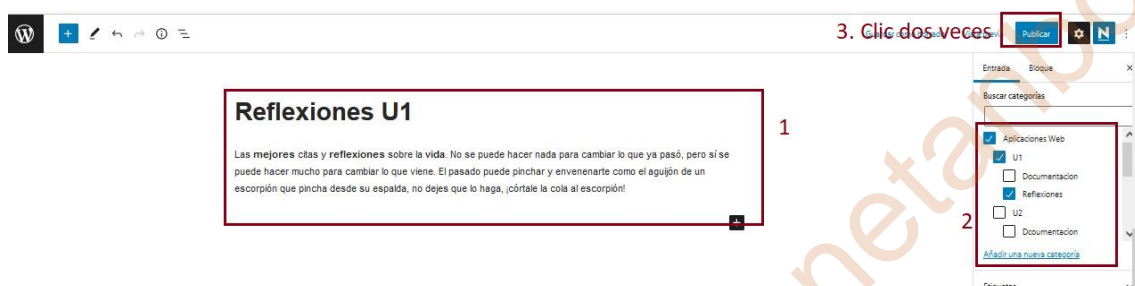 3. Clic dos veces
Publicar
Entrada Bloque
Buscar categorías
Reflexiones U1
1
Las mejores citas y reflexiones sobre la vida. No se puede hacer nada para cambiar lo que ya pasó, pero sí se
puede hacer mucho para cambiar lo que viene. El pasado puede pinchar y envenenarte como el aguijón de un
escorpión que pincha desde su espalda, no dejes que lo haga, ¡córtale la cola al escorpión!
Aplicaciones Web
U1
Documentacion
Reflexiones
2
U2
Dcoumentacion
Añadir una nueva categoría
netanbo